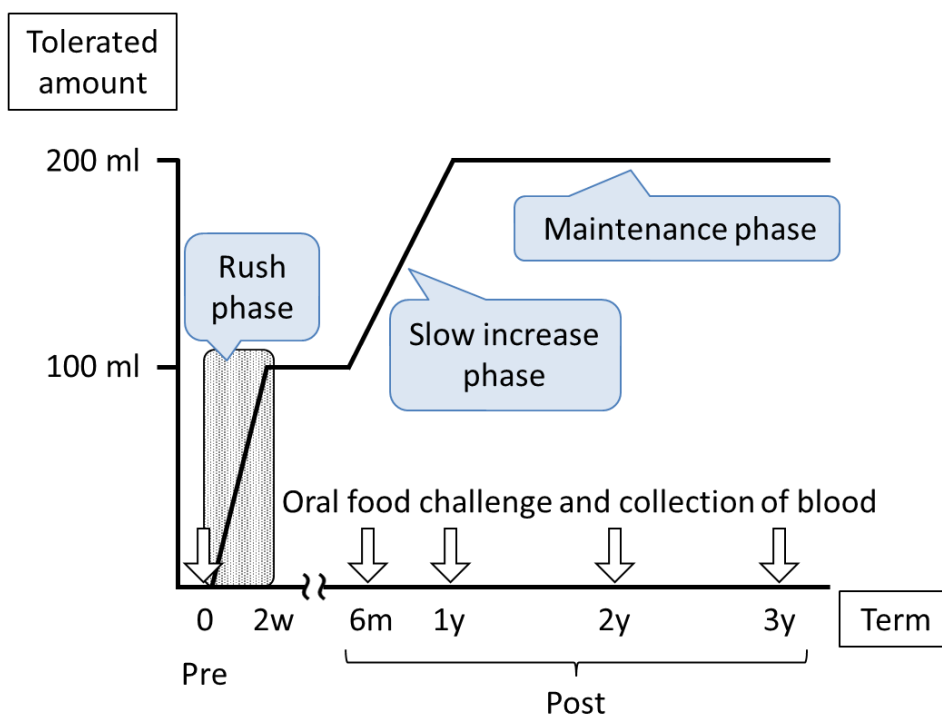 Tolerated
amount
200 ml
Maintenance phase
Rush
phase
Slow increase
phase
100 ml
Oral food challenge and collection of blood
0
2w
6m
1y
2y
3y
Term
Pre
Post